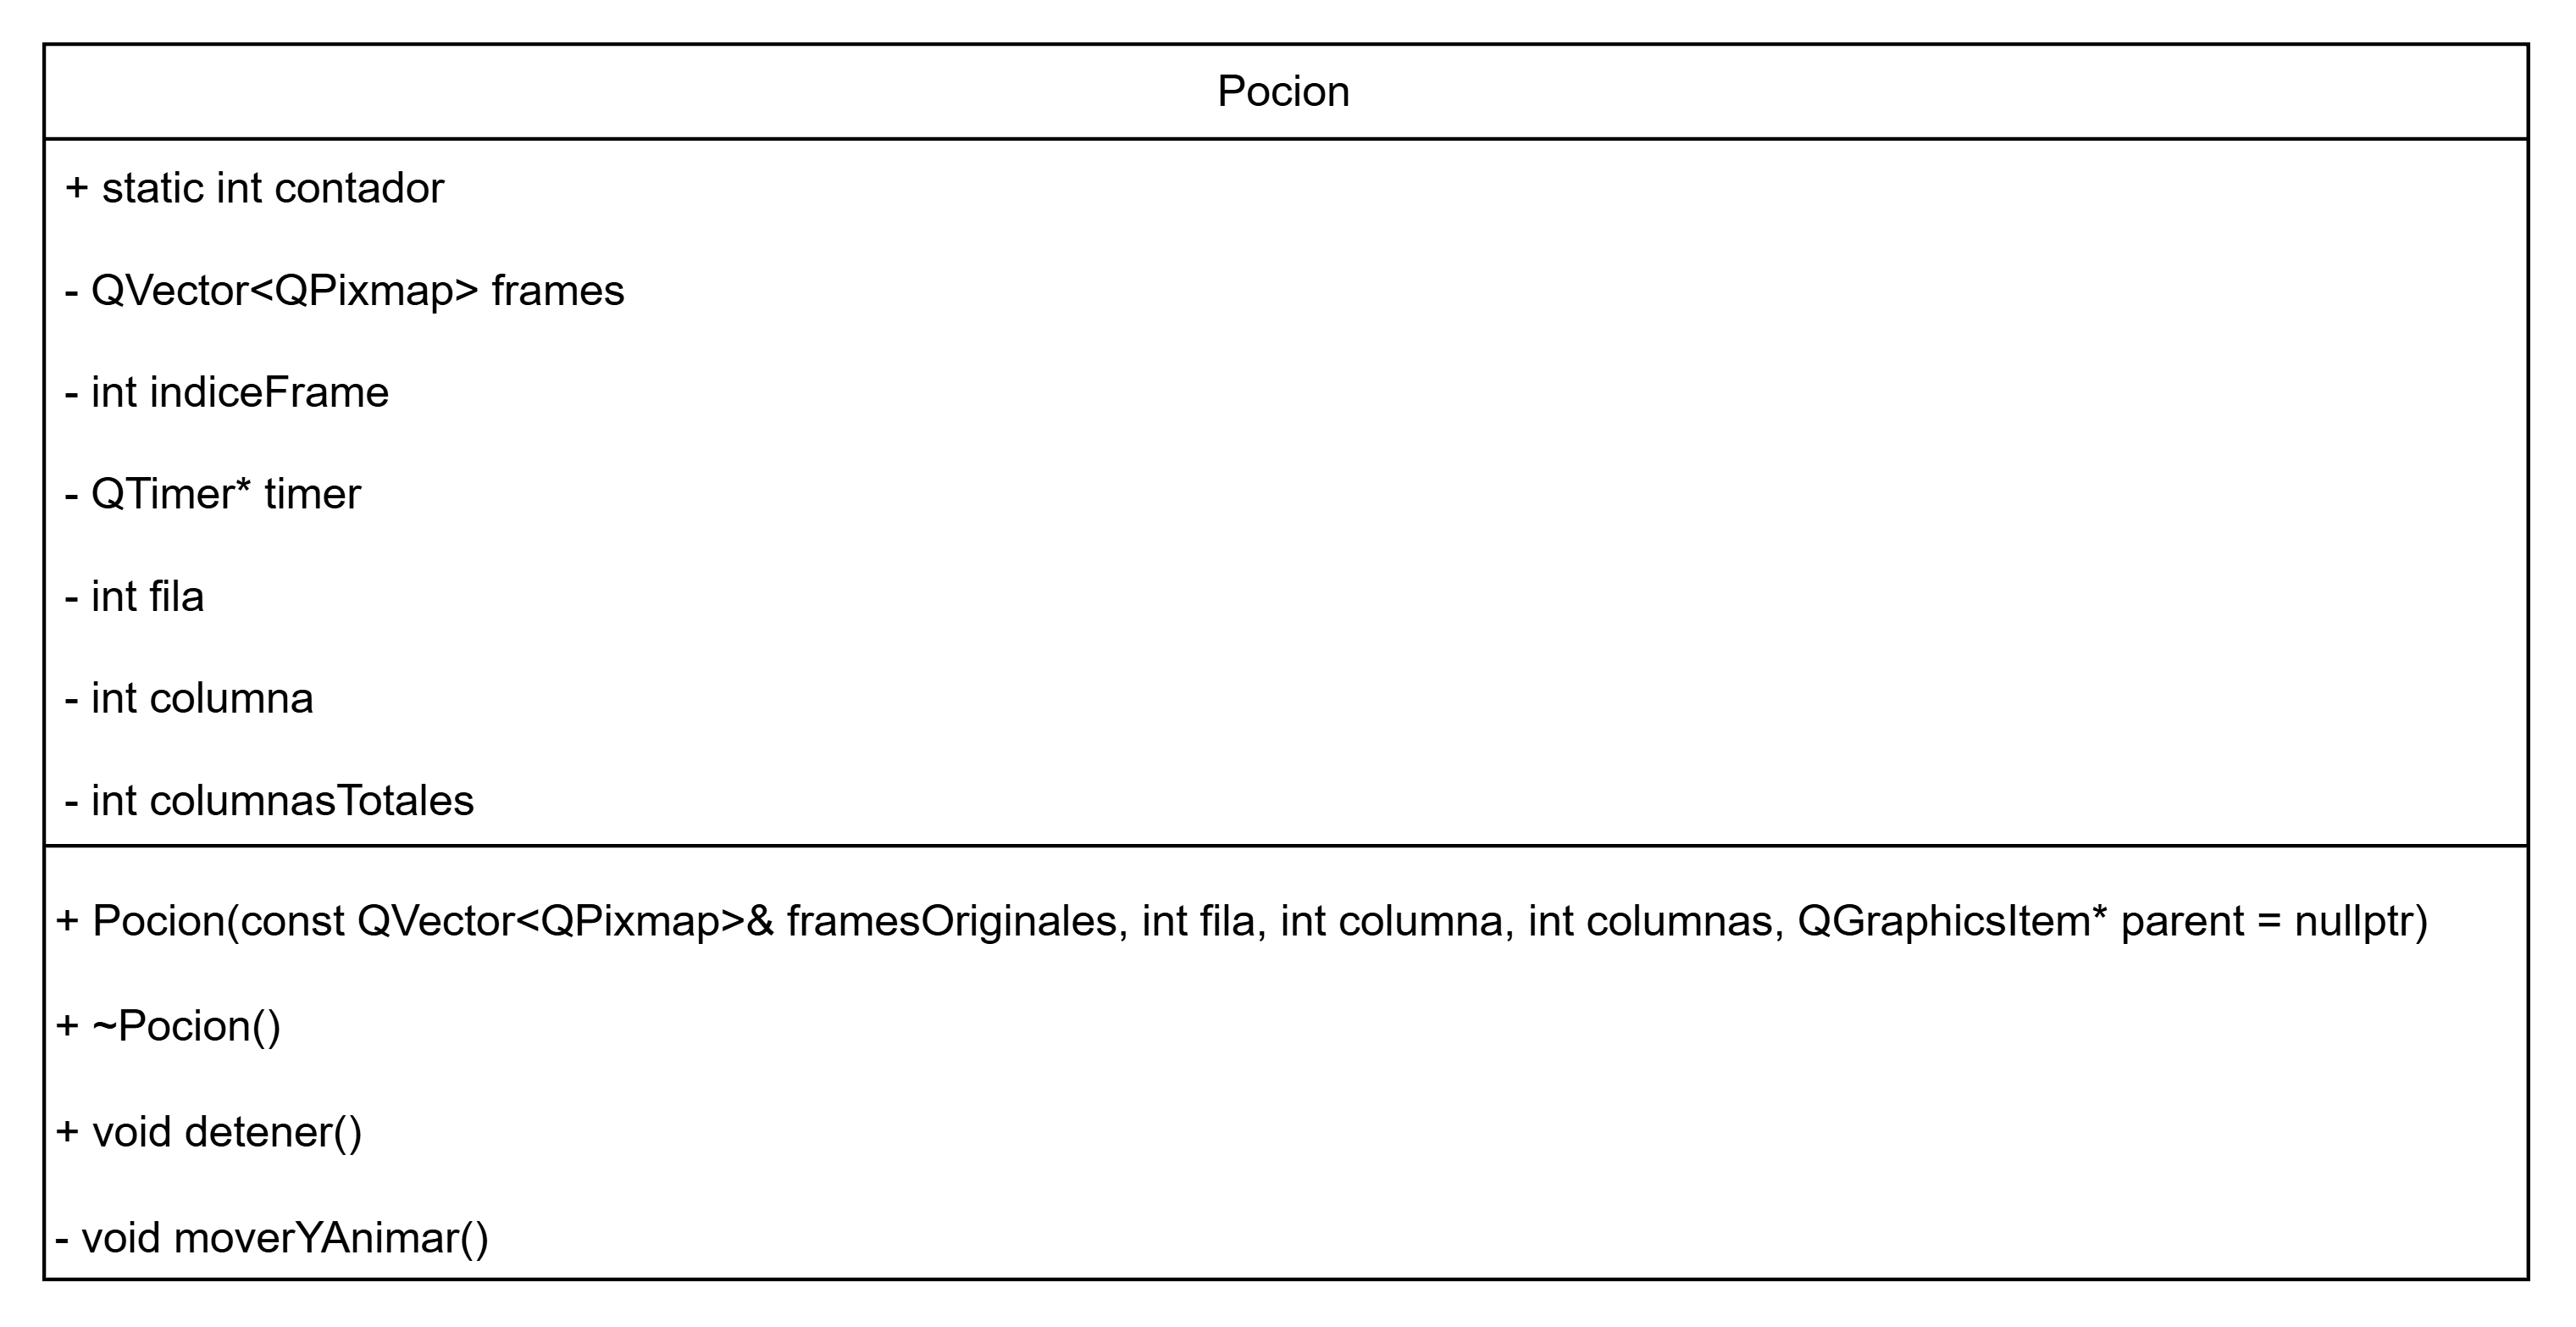 Pocion
+ static int contador
- QVector<QPixmap> frames
- int indiceFrame
- QTimer* timer
- int fila
- int columna
- int columnasTotales
+ Pocion(const QVector<QPixmap>& framesOriginales, int fila, int columna, int columnas, QGraphicsItem* parent = nullptr)
+ ~Pocion()
+ void detener()
- void moverYAnimar()